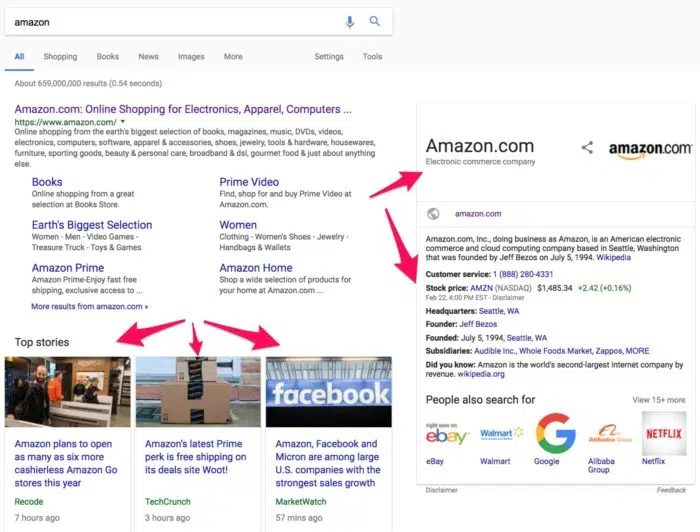 amazon
All Shopping Books News Images More Settings Tools
About 659,000,000 results (0.54 seconds)
Amazon.com: Online Shopping for Electronics, Apparel, Computers ...
https://www.amazon.com/
Online shopping from the earth's biggest selection of books, magazines, music, DVDs, videos,
electronics, computers, software, apparel & accessories, shoes, jewelry, tools & hardware, housewares,
furniture, sporting goods, beauty & personal care, broadband & dsl, gourmet food & just about anything
else.
Books
Online shopping from a great
selection at Books Store.
Prime Video
Find, shop for and buy Prime Video at
Amazon.com.
Earth's Biggest Selection
Women - Men - Video Games -
Treasure Truck - Toys & Games
Women
Clothing - Women's Shoes - Jewelry -
Handbags & Wallets
Amazon Prime
Amazon Prime-Enjoy fast free
shipping, exclusive access to ...
Amazon Home
Shop a wide selection of products for
your home at Amazon.com ...
More results from amazon.com »
Top stories
facebook
Amazon plans to open
as many as six more
cashierless Amazon Go
stores this year
Recode
7 hours ago
Amazon's latest Prime
perk is free shipping on
its deals site Woot!
TechCrunch
3 hours ago
Amazon, Facebook and
Micron are among large
U.S. companies with the
strongest sales growth
MarketWatch
57 mins ago
Amazon.com
Electronic commerce company
amazon.com
amazon.com
Amazon.com, Inc., doing business as Amazon, is an American electronic
commerce and cloud computing company based in Seattle, Washington
that was founded by Jeff Bezos on July 5, 1994. Wikipedia
Customer service: 1 (888) 280-4331
Stock price: AMZN (NASDAQ) $1,485.34 +2.42 (+0.16%)
Feb 22, 4:00 PM EST - Disclaimer
Headquarters: Seattle, WA
Founder: Jeff Bezos
Founded: July 5, 1994, Seattle, WA
Subsidiaries: Audible Inc., Whole Foods Market, Zappos, MORE
Did you know: Amazon is the world's second-largest internet company by
revenue. wikipedia.org
People also search for View 15+ more
right now on
ebay
Walmart
Alibaba Group
NETFLIX
eBay
Walmart
Google
Alibaba
Group
Netflix
Disclaimer Feedback